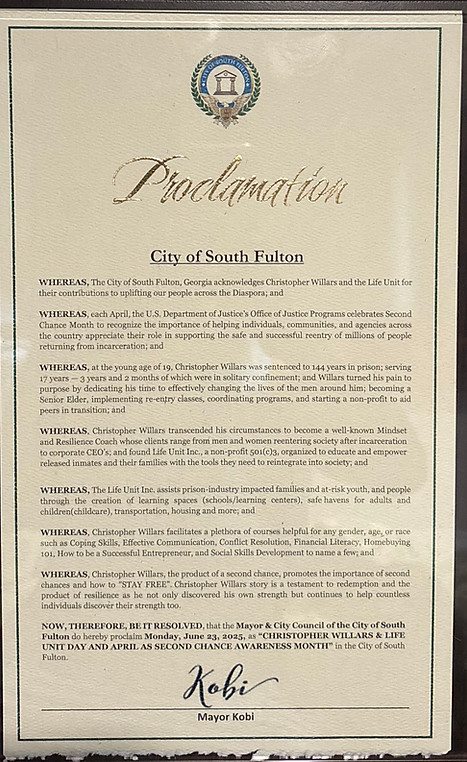 CITY OF SOUTH FULTON
Proclamation
City of South Fulton
WHEREAS, The City of South Fulton, Georgia acknowledges Christopher Willars and the Life Unit for
their contributions to uplifting our people across the Diaspora; and
WHEREAS, each April, the U.S. Department of Justice's Office of Justice Programs celebrates Second
Chance Month to recognize the importance of helping individuals, communities, and agencies across
the country appreciate their role in supporting the safe and successful reentry of millions of people
returning from incarceration; and
WHEREAS, at the young age of 19, Christopher Willars was sentenced to 144 years in prison; serving
17 years — 3 years and 2 months of which were in solitary confinement; and Willars turned his pain to
purpose by dedicating his time to effectively changing the lives of the men around him; becoming a
Senior Elder, implementing re-entry classes, coordinating programs, and starting a non-profit to aid
peers in transition; and
WHEREAS, Christopher Willars transcended his circumstances to become a well-known Mindset
and Resilience Coach whose clients range from men and women reentering society after incarceration
to corporate CEO's; and found Life Unit Inc., a non-profit 501(c)3, organized to educate and empower
released inmates and their families with the tools they need to reintegrate into society; and
WHEREAS, The Life Unit Inc. assists prison-industry impacted families and at-risk youth, and people
through the creation of learning spaces (schools/learning centers), safe havens for adults and
children(childcare), transportation, housing and more; and
WHEREAS, Christopher Willars facilitates a plethora of courses helpful for any gender, age, or race
such as Coping Skills, Effective Communication, Conflict Resolution, Financial Literacy, Homebuying
101, How to be a Successful Entrepreneur, and Social Skills Development to name a few; and
WHEREAS, Christopher Willars, the product of a second chance, promotes the importance of second
chances and how to "STAY FREE". Christopher Willars story is a testament to redemption and the
product of resilience as he not only discovered his own strength but continues to help countless
individuals discover their strength too.
NOW, THEREFORE, BE IT RESOLVED, that the Mayor & City Council of the City of South
Fulton do hereby proclaim Monday, June 23, 2025, as "CHRISTOPHER WILLARS & LIFE
UNIT DAY AND APRIL AS SECOND CHANCE AWARENESS MONTH" in the City of South
Fulton.
Kobi
Mayor Kobi